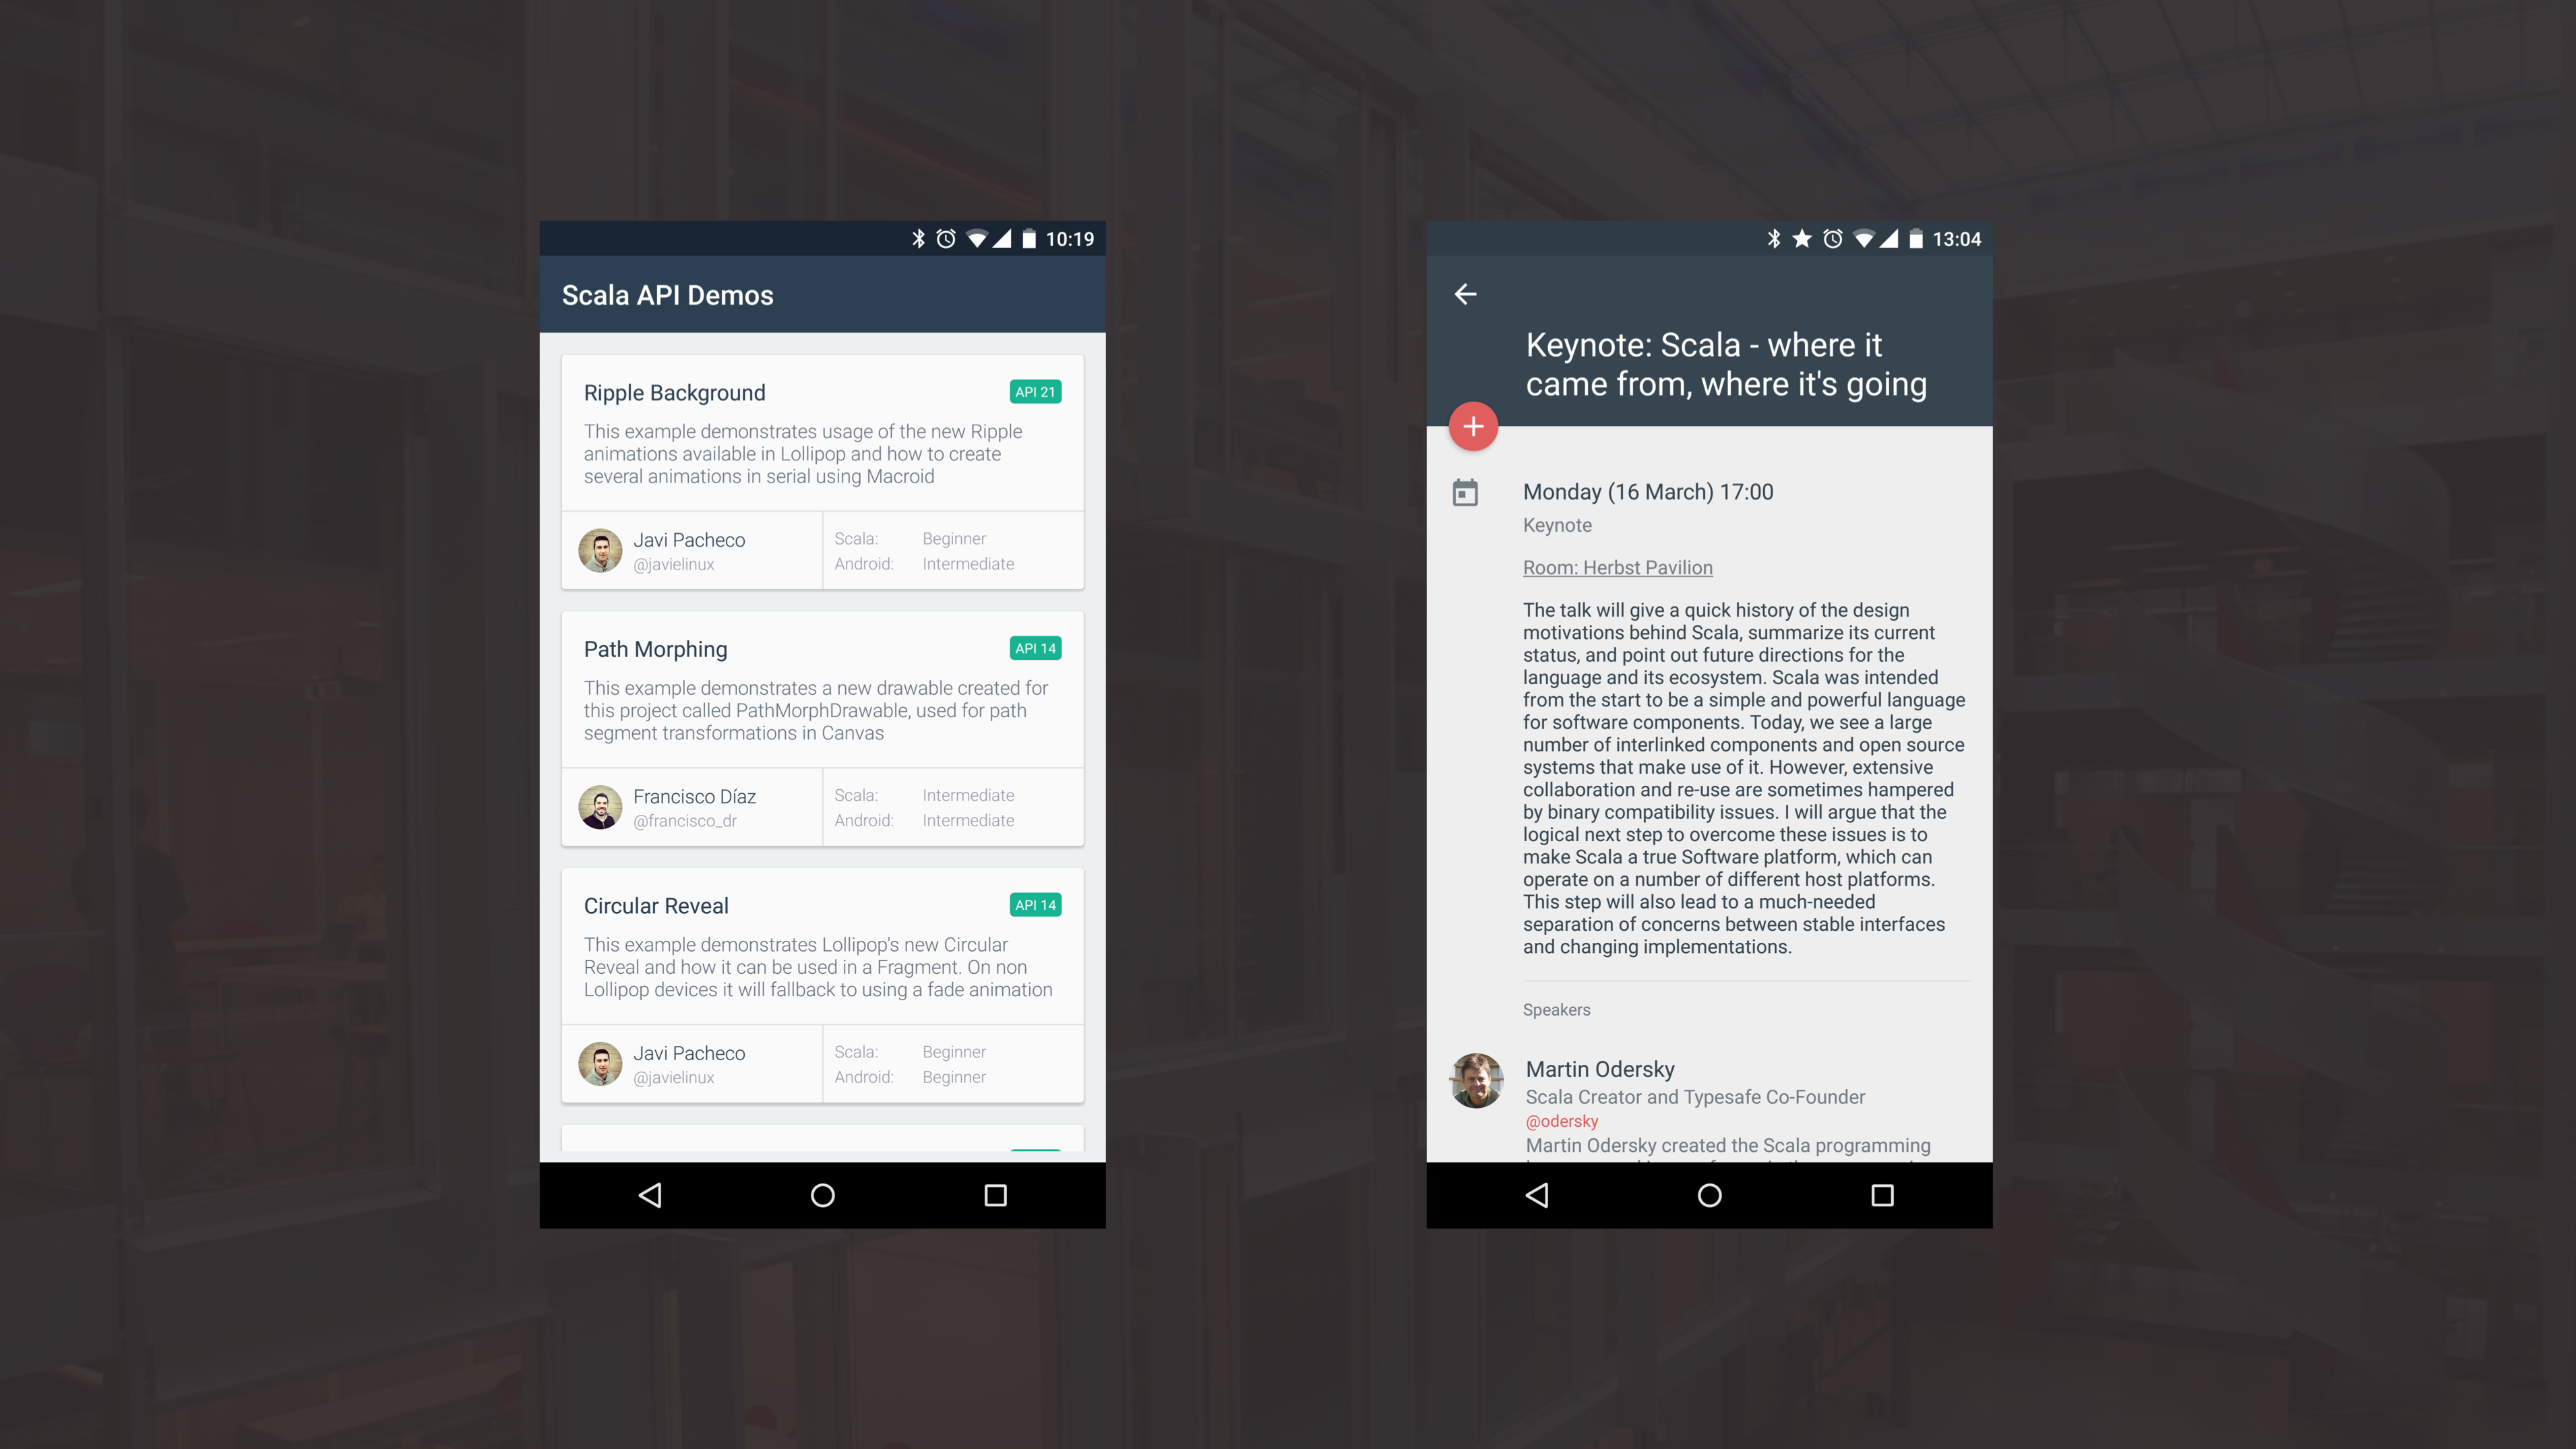 10:19
Scala API Demos
Ripple Background
API 21
This example demonstrates usage of the new Ripple
animations available in Lollipop and how to create
several animations in serial using Macroid
Javi Pacheco
@javielinux
Scala: Beginner
Android: Intermediate
Path Morphing
API 14
This example demonstrates a new drawable created for
this project called PathMorphDrawable, used for path
segment transformations in Canvas
Francisco Díaz
@francisco_dr
Scala: Intermediate
Android: Intermediate
Circular Reveal
API 14
This example demonstrates Lollipop's new Circular
Reveal and how it can be used in a Fragment. On non
Lollipop devices it will fallback to using a fade animation
Javi Pacheco
@javielinux
Scala: Beginner
Android: Beginner
13:04
Keynote: Scala - where it
came from, where it's going
Monday (16 March) 17:00
Keynote
Room: Herbst Pavilion
The talk will give a quick history of the design
motivations behind Scala, summarize its current
status, and point out future directions for the
language and its ecosystem. Scala was intended
from the start to be a simple and powerful language
for software components. Today, we see a large
number of interlinked components and open source
systems that make use of it. However, extensive
collaboration and re-use are sometimes hampered
by binary compatibility issues. I will argue that the
logical next step to overcome these issues is to
make Scala a true Software platform, which can
operate on a number of different host platforms.
This step will also lead to a much-needed
separation of concerns between stable interfaces
and changing implementations.
Speakers
Martin Odersky
Scala Creator and Typesafe Co-Founder
@odersky
Martin Odersky created the Scala programming